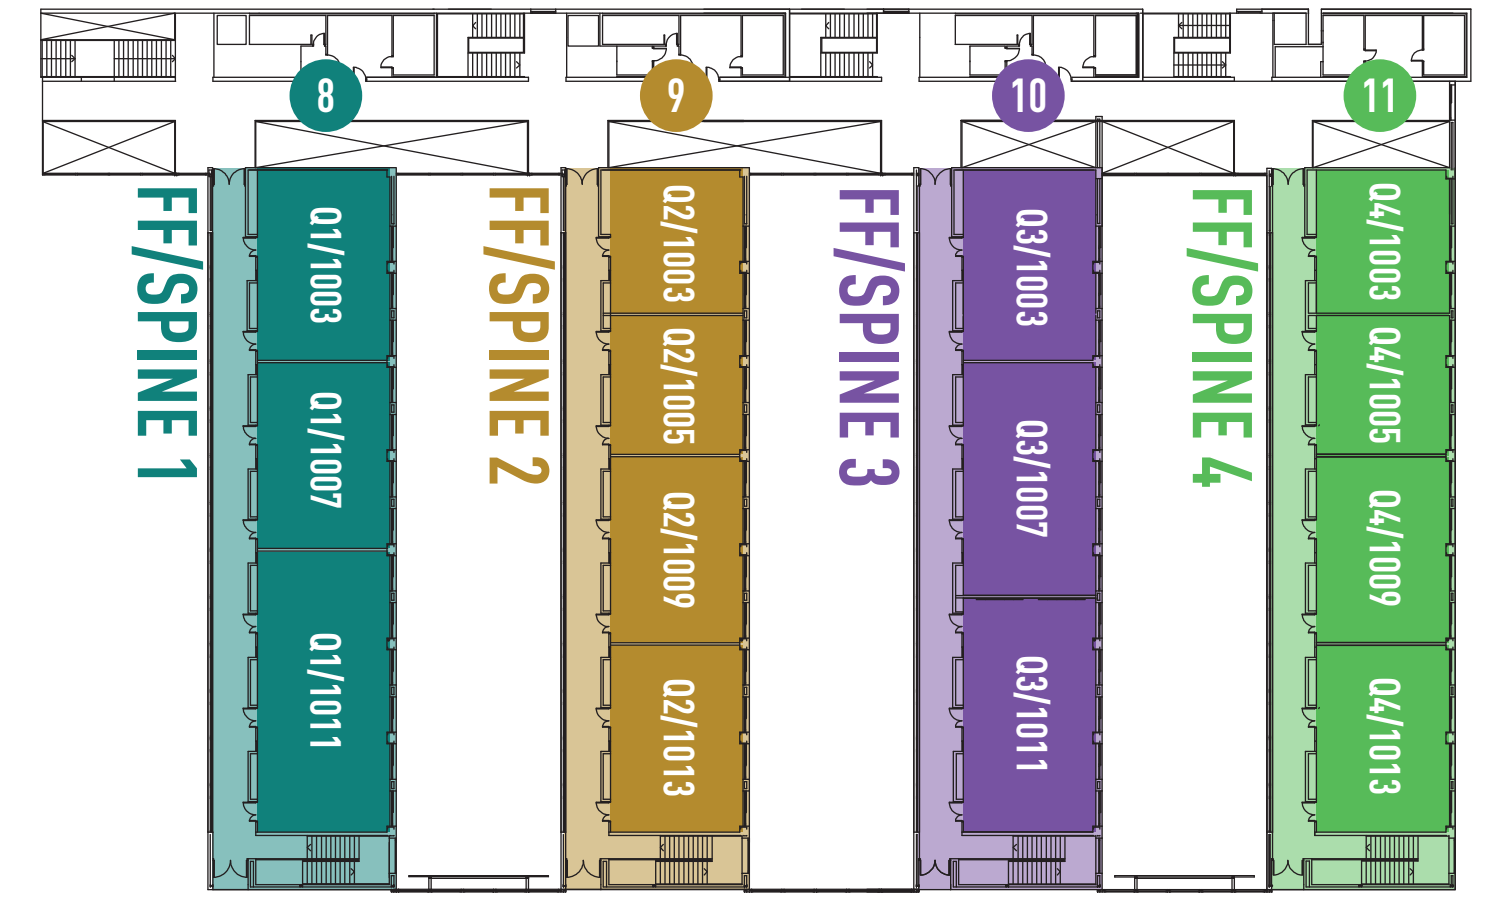 8
9
10
11
FF/SPINE 1
Q1/1003
Q1/1007
Q1/1011
FF/SPINE 2
Q2/1003
Q2/1005
Q2/1009
Q2/1013
FF/SPINE 3
Q3/1003
Q3/1007
Q3/1011
FF/SPINE 4
Q4/1003
Q4/1005
Q4/1009
Q4/1013